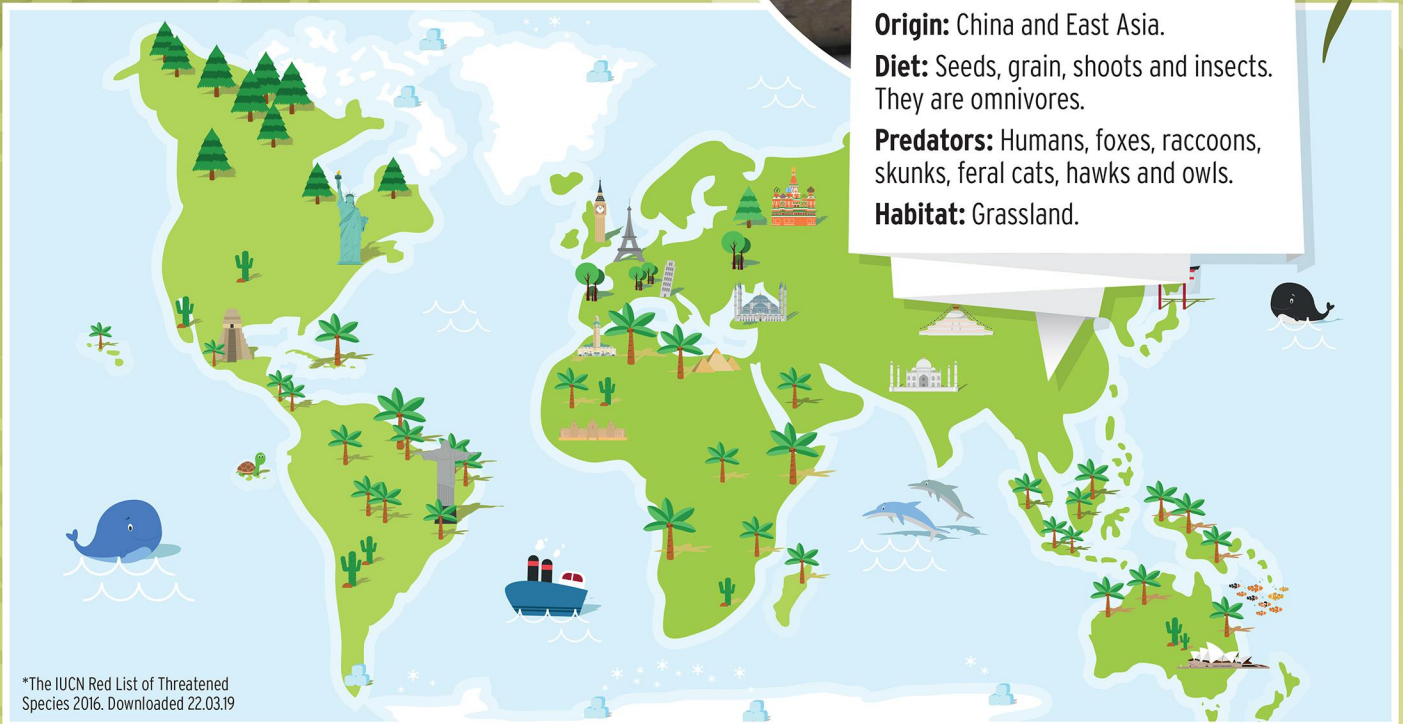 Origin: China and East Asia.
Diet: Seeds, grain, shoots and insects.
They are omnivores.
Predators: Humans, foxes, raccoons,
skunks, feral cats, hawks and owls.
Habitat: Grassland.
*The IUCN Red List of Threatened
Species 2016. Downloaded 22.03.19